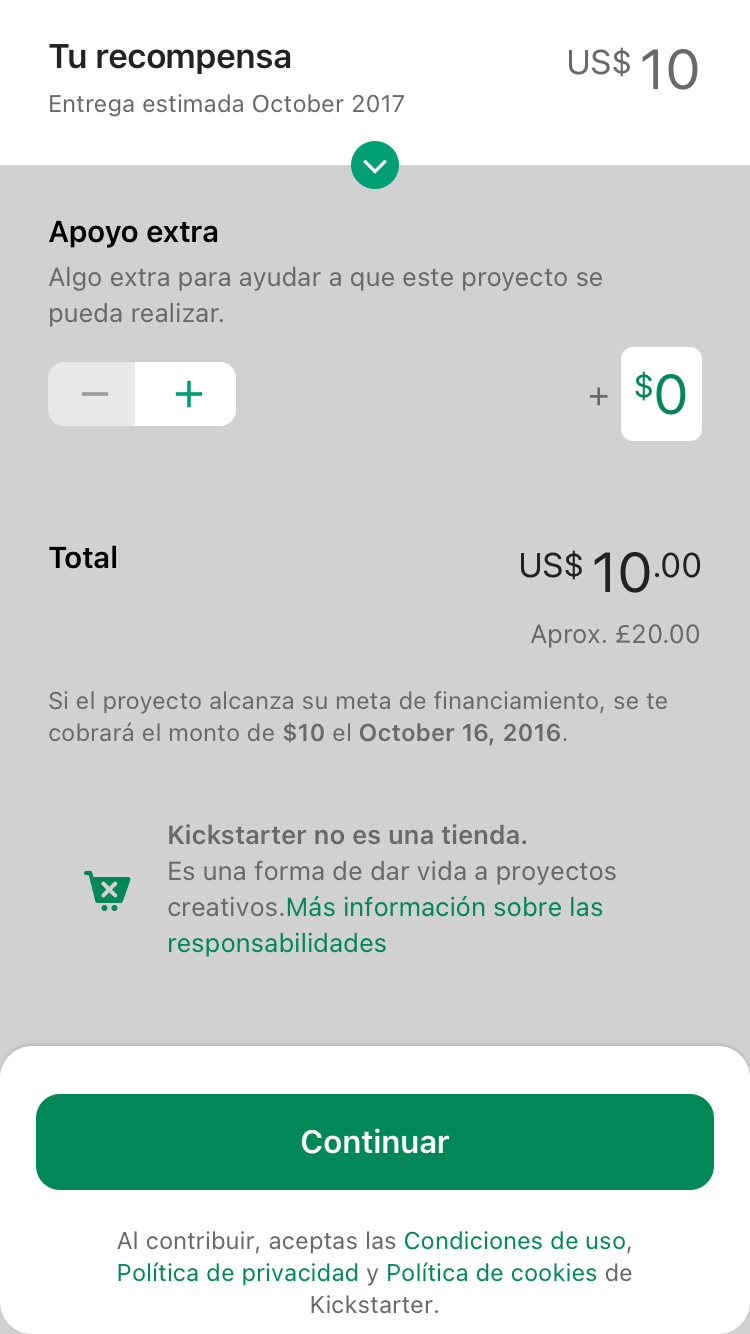 Tu recompensa
US$ 10
Entrega estimada October 2017
Apoyo extra
Algo extra para ayudar a que este proyecto se
pueda realizar.
+ $0
Total
US$ 10.00
Aprox. £20.00
Si el proyecto alcanza su meta de financiamiento, se te
cobrará el monto de $10 el October 16, 2016.
Kickstarter no es una tienda.
Es una forma de dar vida a proyectos
creativos.Más información sobre las
responsabilidades
Continuar
Al contribuir, aceptas las Condiciones de uso,
Política de privacidad y Política de cookies de
Kickstarter.